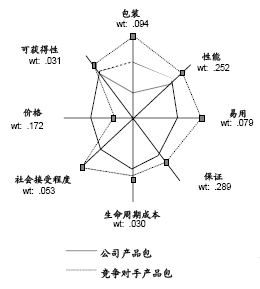 包装
wt: .094
可获得性
wt: .031
性能
wt: .252
价格
wt: .172
易用
wt: .079
社会接受程度
wt: .053
保证
wt: .289
生命周期成本
wt: .030
公司产品包
竞争对手产品包